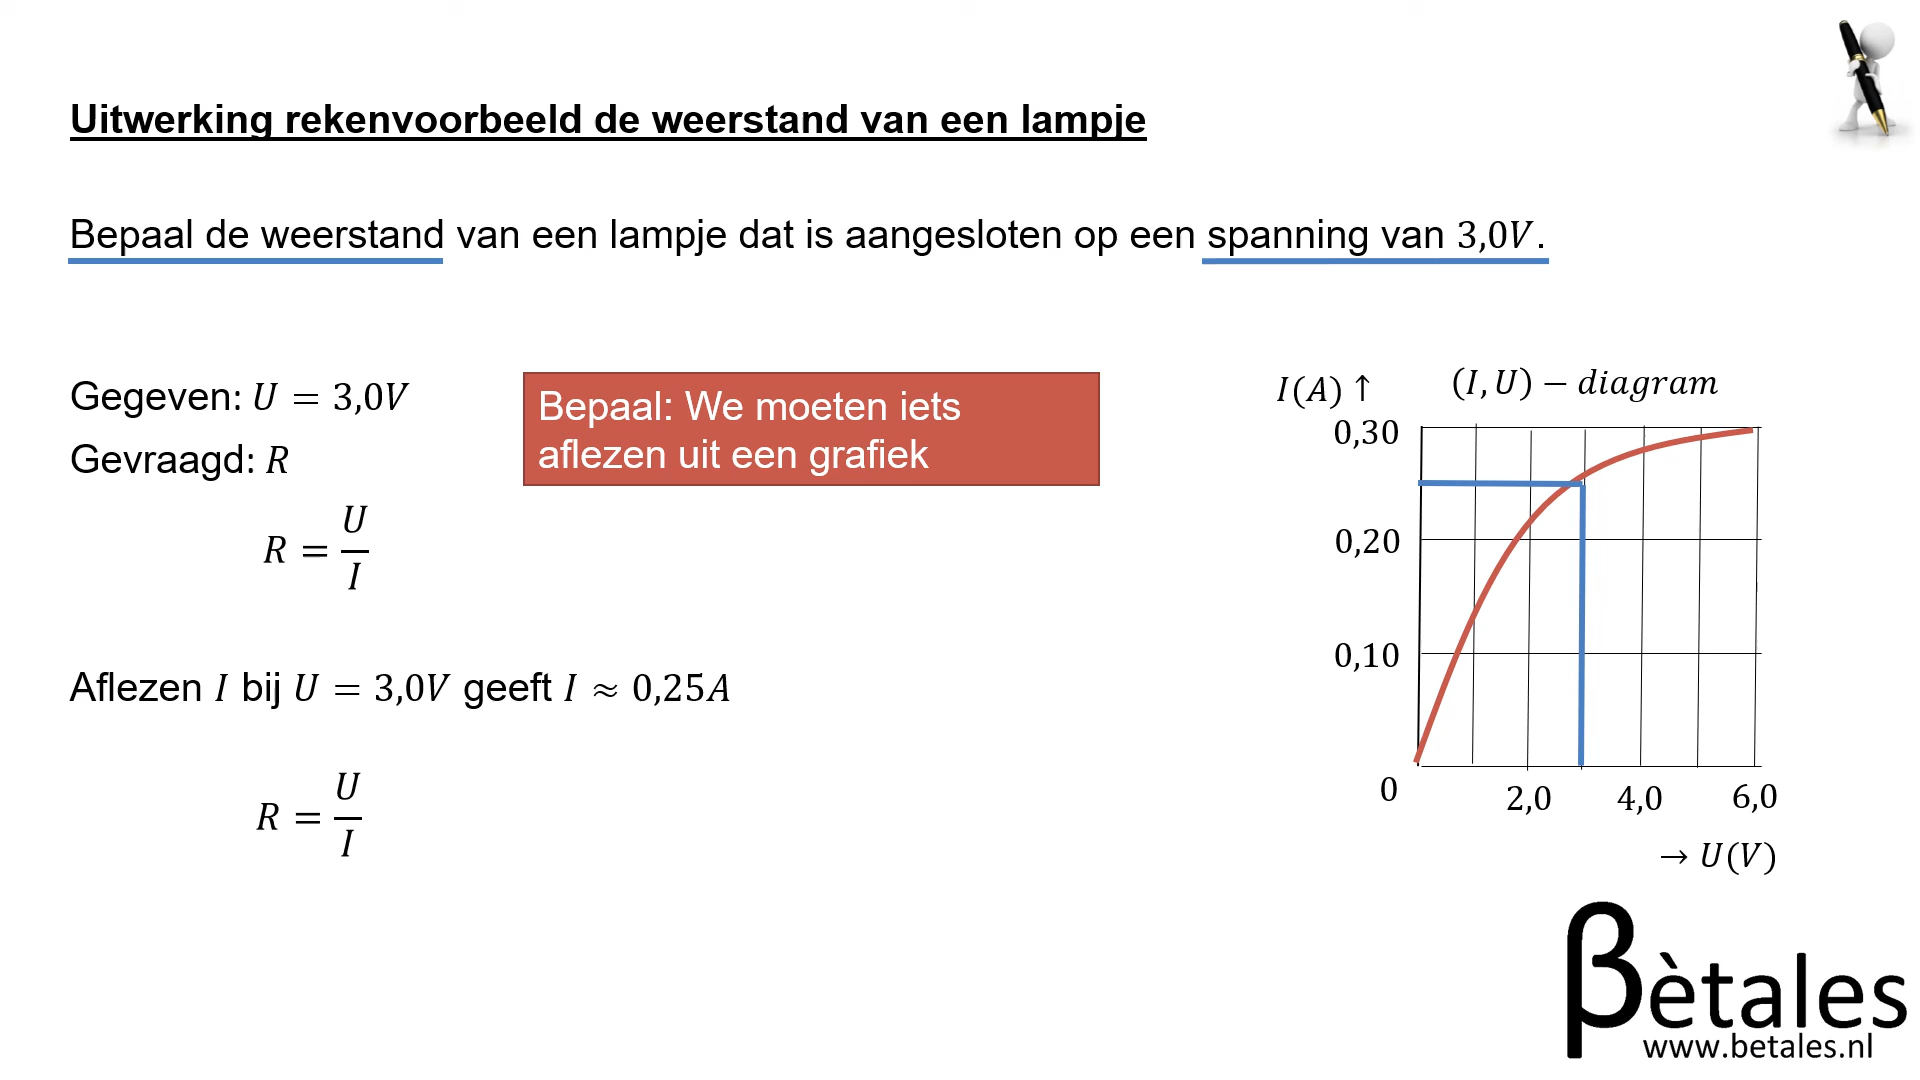 Uitwerking rekenvoorbeeld de weerstand van een lampje
Bepaal de weerstand van een lampje dat is aangesloten op een spanning van 3,0V.
Gegeven: U = 3,0V
Gevraagd: R
R = U/I
Bepaal: We moeten iets
aflezen uit een grafiek
Aflezen I bij U = 3,0V geeft I ≈ 0,25A
R = U/I
I(A) ↑
(I, U) − diagram
0,30
0,20
0,10
0
2,0
4,0
6,0
→ U(V)
βètales
www.betales.nl